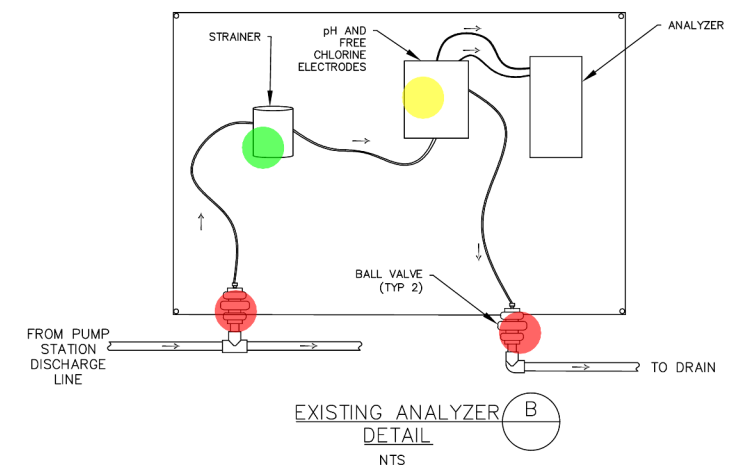 STRAINER
pH AND
FREE
CHLORINE
ELECTRODES
ANALYZER
BALL VALVE
(TYP 2)
FROM PUMP
STATION
DISCHARGE
LINE
TO DRAIN
EXISTING ANALYZER
DETAIL
B
NTS